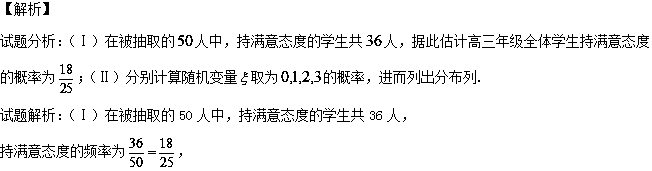 【解析】
试题分析：（Ⅰ）在被抽取的50人中，持满意态度的学生共36人，据此估计高三年级全体学生持满意态度
的概率为18/25；（Ⅱ）分别计算随机变量ξ取为0,1,2,3的概率，进而列出分布列．
试题解析：（Ⅰ）在被抽取的 50 人中，持满意态度的学生共 36 人，
持满意态度的频率为36/50=18/25，